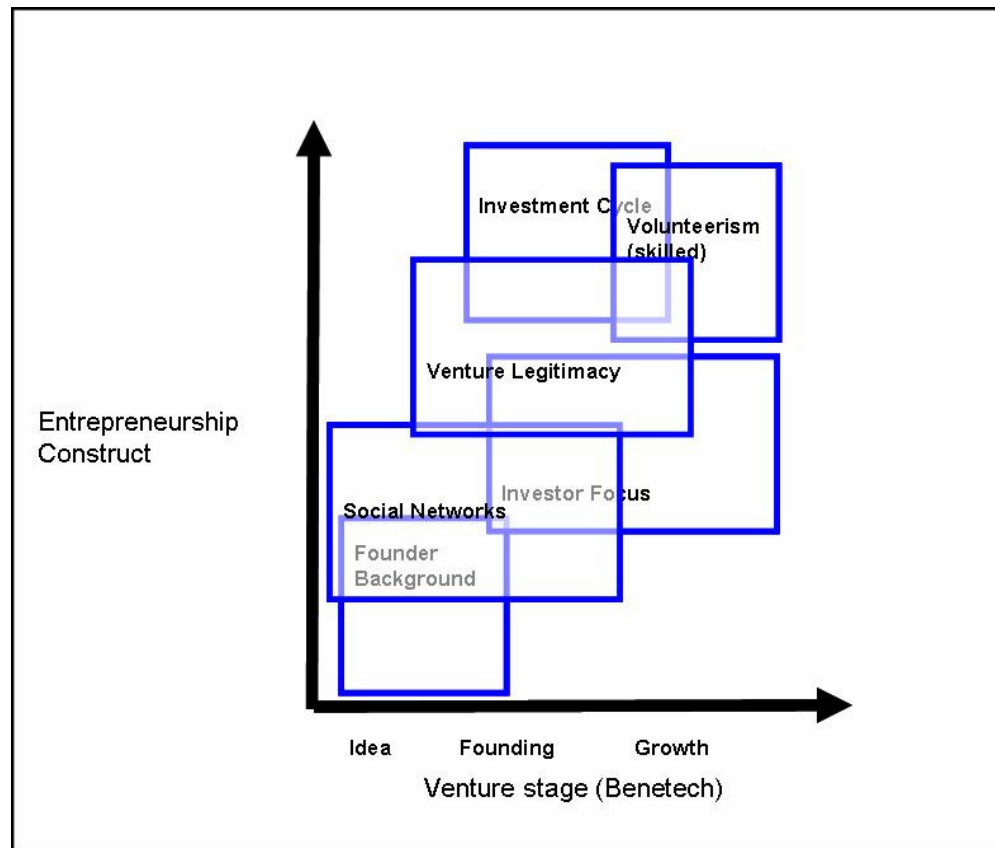 Investment Cycle
Volunteerism
(skilled)
Venture Legitimacy
Entrepreneurship
Construct
Investor Focus
Social Networks
Founder
Background
Idea Founding Growth
Venture stage (Benetech)